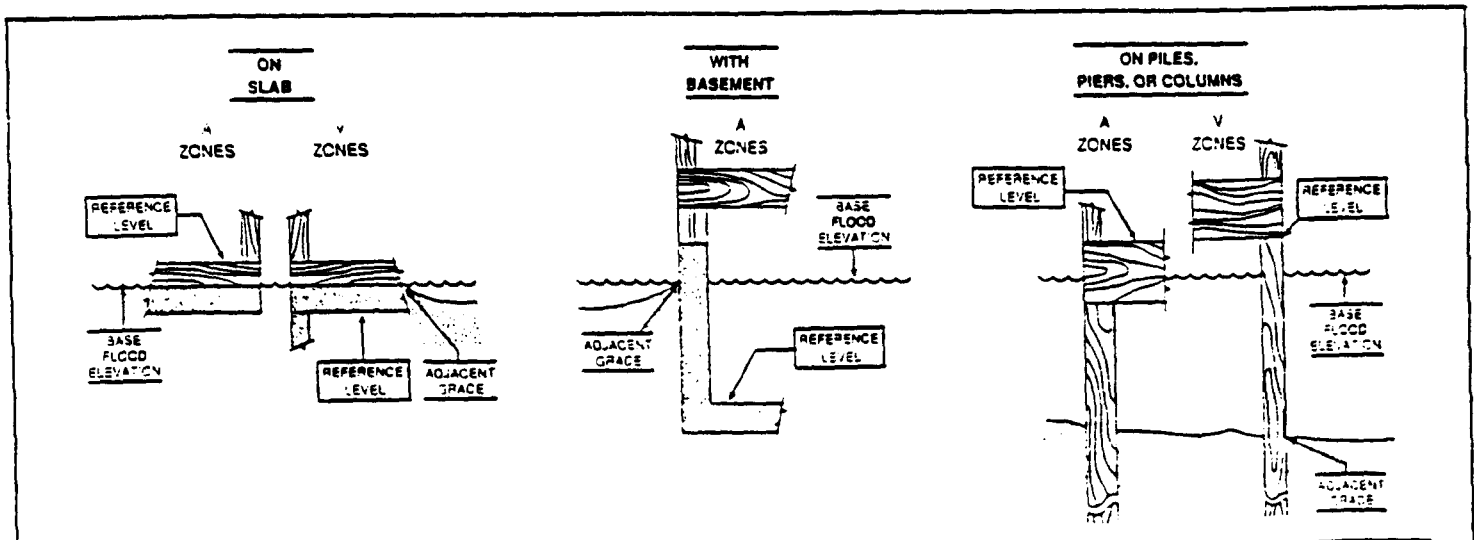 ON
SLAB
A
ZONES
V
ZONES
REFERENCE
LEVEL
BASE
FLOOD
ELEVATION
REFERENCE
LEVEL
ADJACENT
GRADE
WITH
BASEMENT
A
ZONES
BASE
FLOOD
ELEVATION
ADJACENT
GRADE
REFERENCE
LEVEL
ON PILES,
PIERS, OR COLUMNS
A
ZONES
V
ZONES
REFERENCE
LEVEL
REFERENCE
LEVEL
BASE
FLOOD
ELEVATION
ADJACENT
GRADE